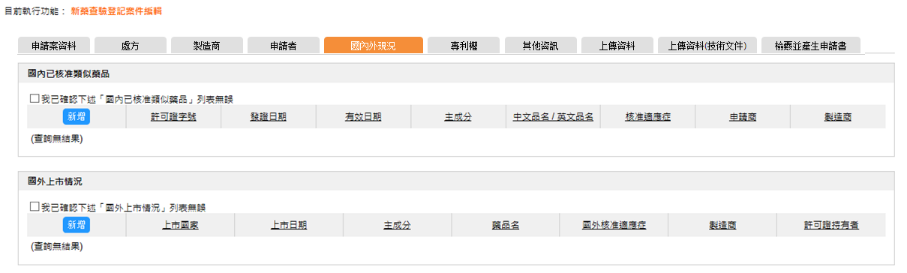 目前執行功能： 新藥查驗登記案件編輯
申請案資料 處方 製造商 申請者 國內外現況 專利權 其他資訊 上傳資料 上傳資料(技術文件) 檢覈並產生申請書
國內已核准類似藥品
我已確認下述「國內已核准類似藥品」列表無誤
新增 許可證字號 發證日期 有效日期 主成分 中文品名 / 英文品名 核准適應症 申請商 製造商
(查詢無結果)
國外上市情況
我已確認下述「國外上市情況」列表無誤
新增 上市國家 上市日期 主成分 藥品名 國外核准適應症 製造商 許可證持有者
(查詢無結果)